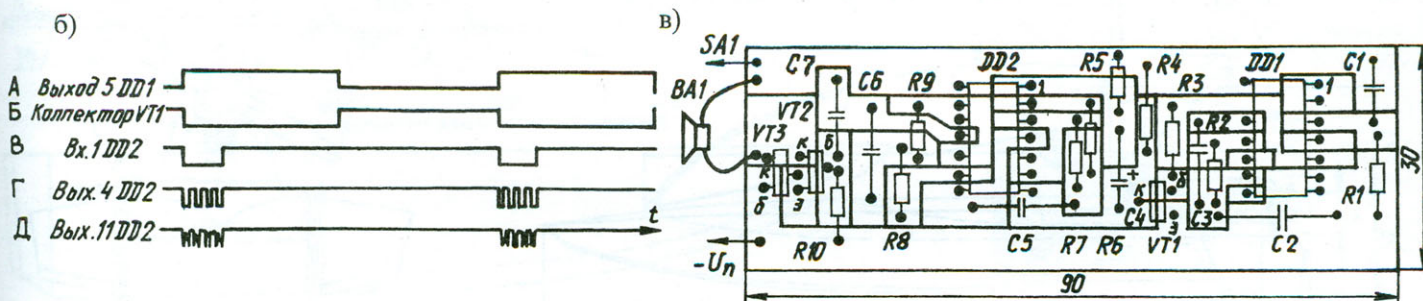 б)
А Выход 5 DD1
Б Коллектор VT1
В Вх.1 DD2
Г Вых.4 DD2
Д Вых.11 DD2
t
в)
SA1
BA1
C7
VT2
VT3
C6
R9
DD2
1
R5
R4
R3
DD1
1
C1
R2
к
б
к
э
б
+
к
б
э
R10
R8
C5
R7
R6
C4
VT1
C3
C2
R1
-Uп
90
30